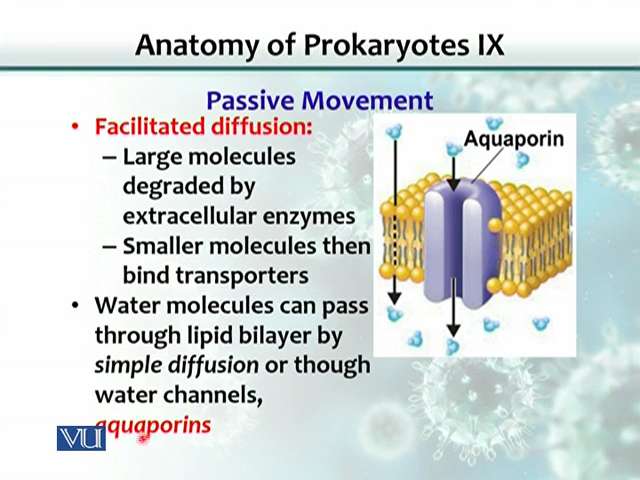 Anatomy of Prokaryotes IX
Passive Movement
• Facilitated diffusion:
– Large molecules
degraded by
extracellular enzymes
– Smaller molecules then
bind transporters
• Water molecules can pass
through lipid bilayer by
simple diffusion or though
water channels,
aquaporins
Aquaporin
VU